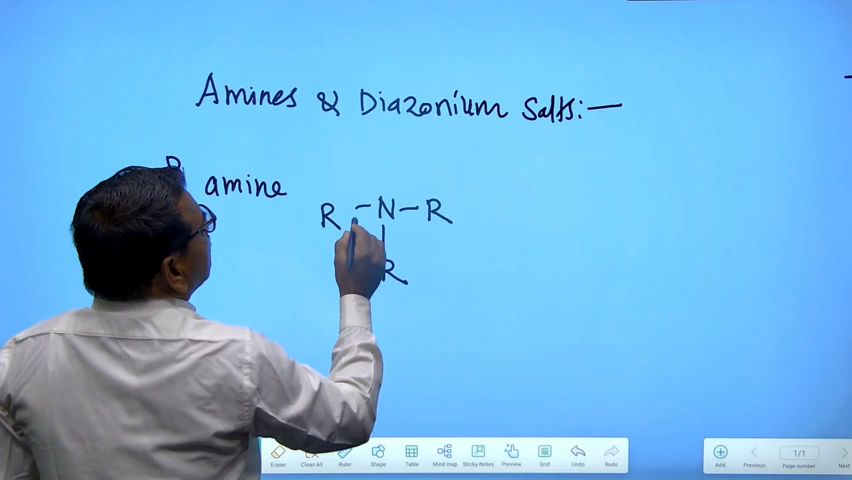 Amines & Diazonium Salts:—
amine
R – N – R
R
Eraser Clean All Ruler Shape Table Mind map Sticky-Notes Preview Grid Undo Redo
Add Previous 1/1 Page number Next